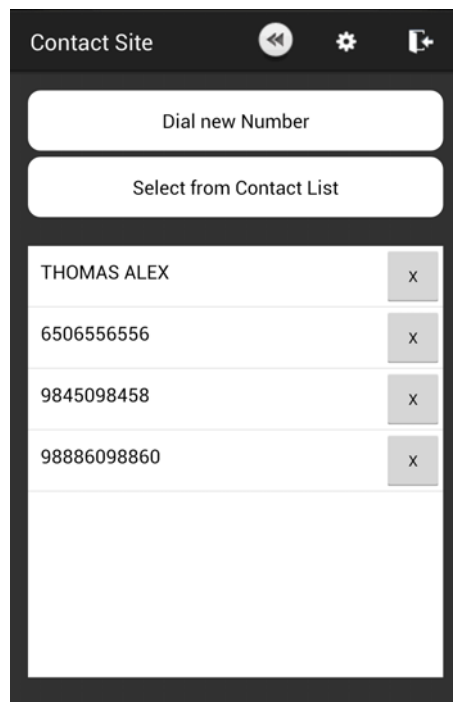 Contact Site
Dial new Number
Select from Contact List
THOMAS ALEX
X
6506556556
X
9845098458
X
98886098860
X